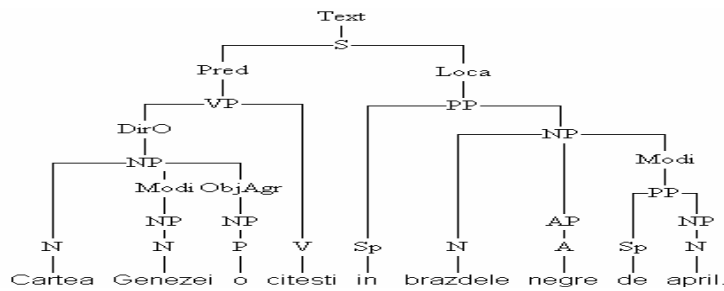 Text
S
Pred Loca
VP PP
DirO
NP NP
Modi
Modi ObjAgr PP
NP NP AP NP
N N P V Sp N A Sp N
Cartea Genezei o citesti in brazdele negre de april.